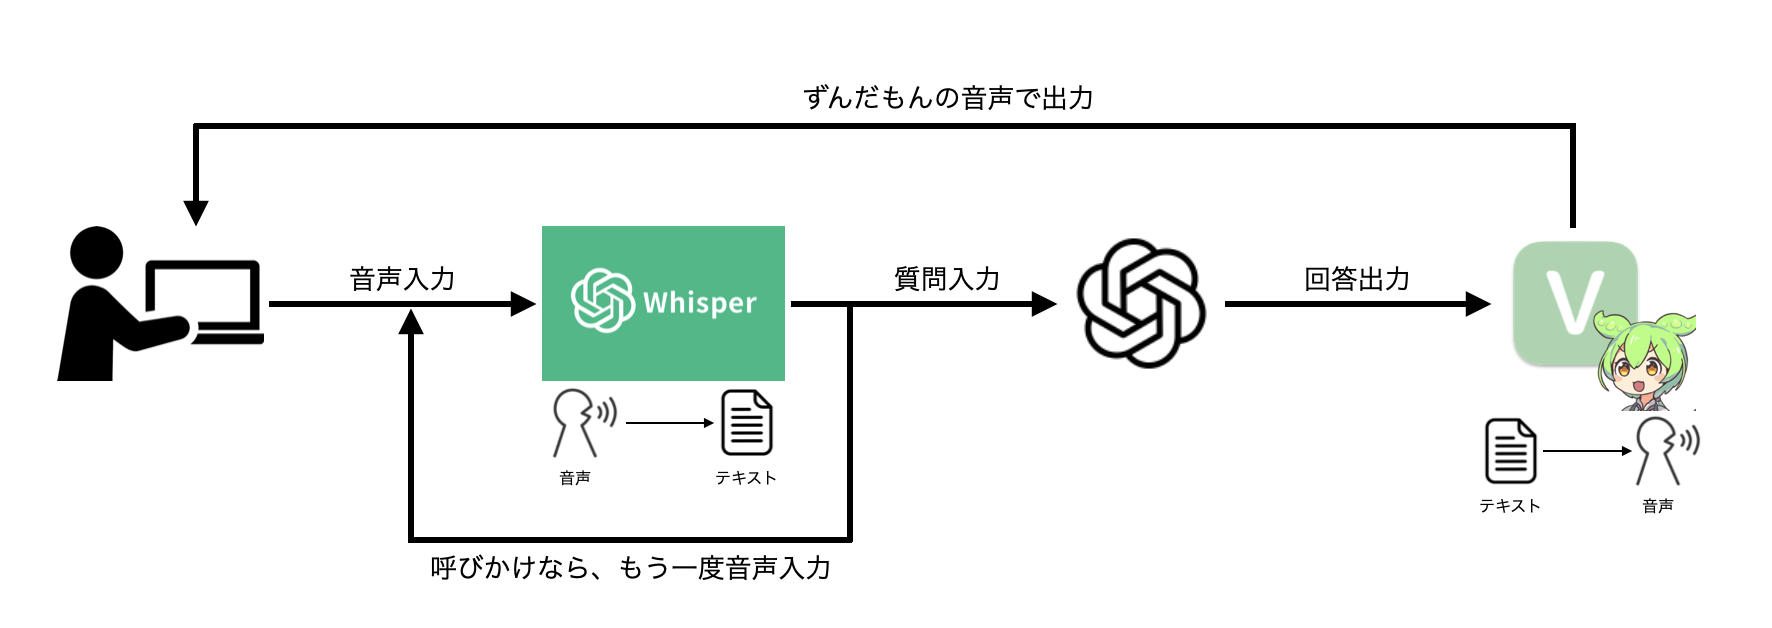 ずんだもんの音声で出力
音声入力
Whisper
質問入力
回答出力
V
音声
テキスト
テキスト
音声
呼びかけなら、もう一度音声入力